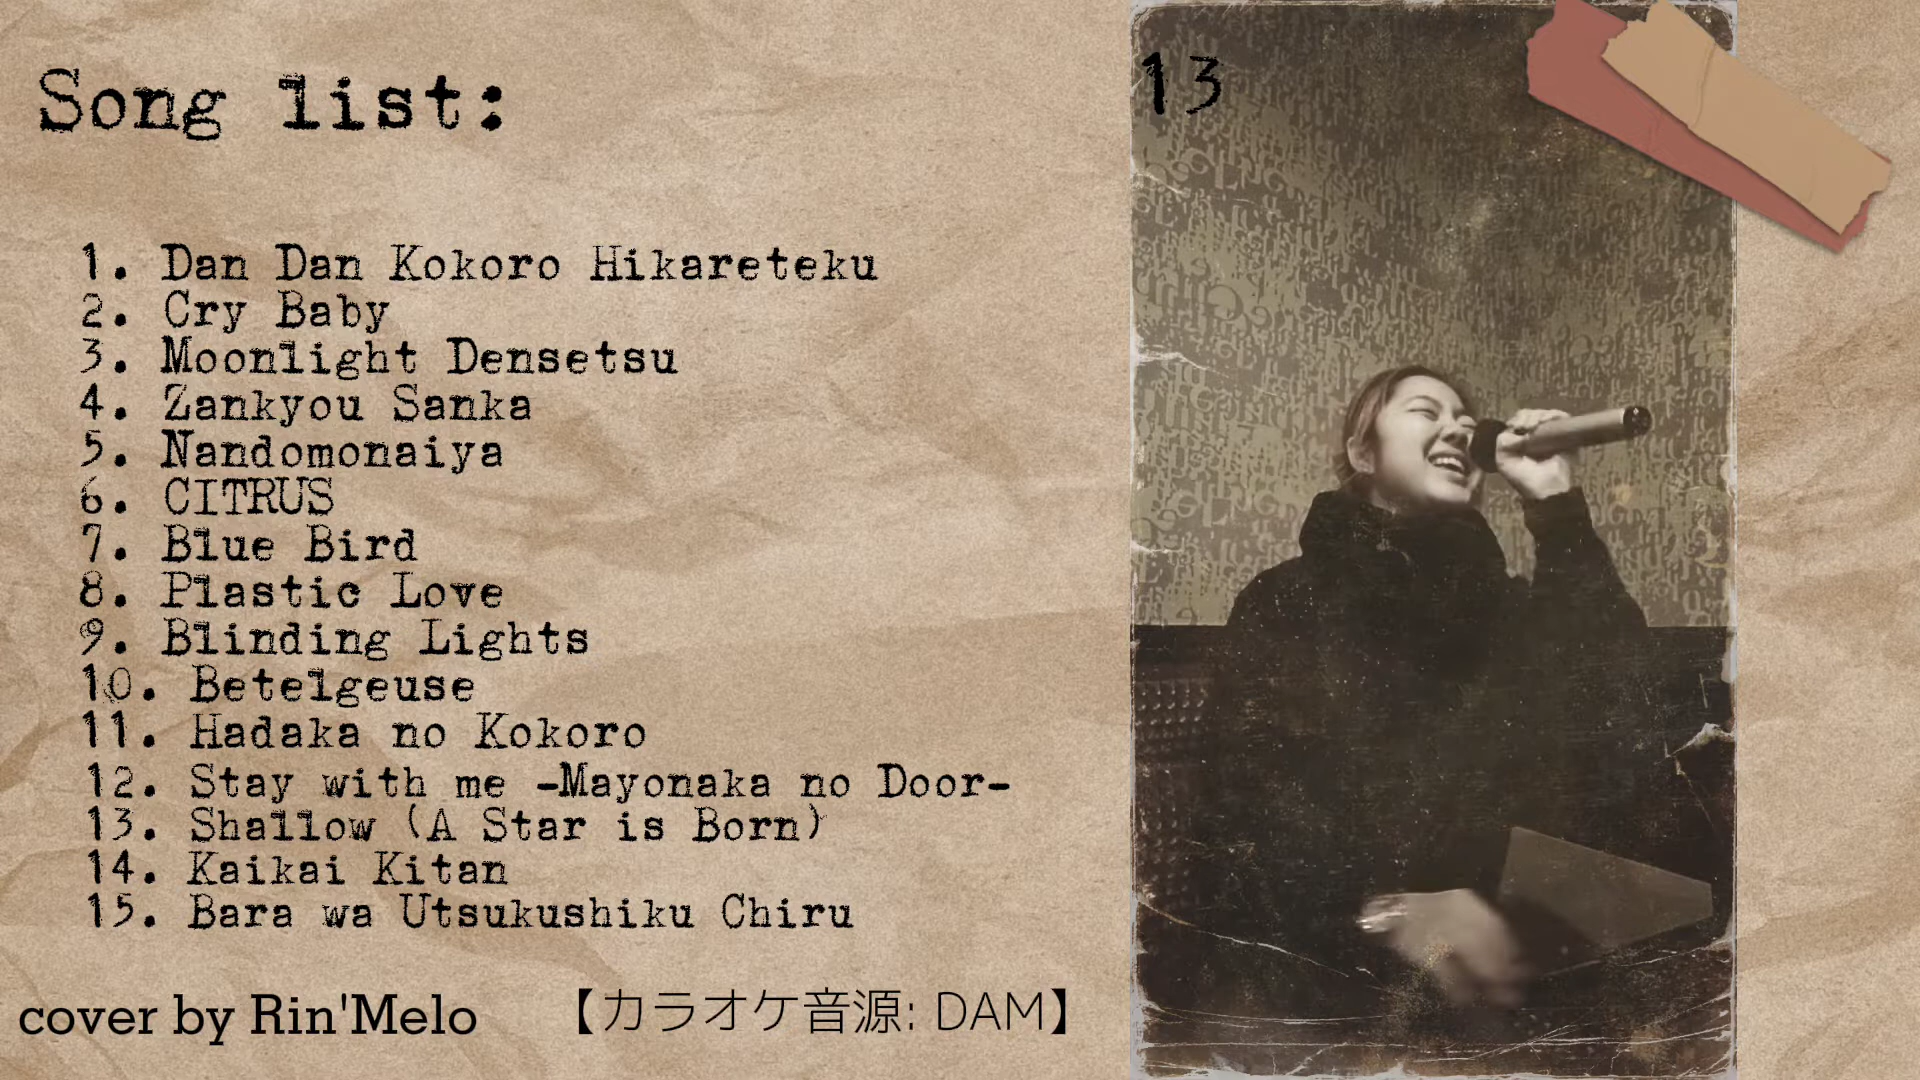 Song list:
13
1. Dan Dan Kokoro Hikareteku
2. Cry Baby
3. Moonlight Densetsu
4. Zankyou Sanka
5. Nandomonaiya
6. CITRUS
7. Blue Bird
8. Plastic Love
9. Blinding Lights
10. Betelgeuse
11. Hadaka no Kokoro
12. Stay with me -Mayonaka no Door-
13. Shallow (A Star is Born)
14. Kaikai Kitan
15. Bara wa Utsukushiku Chiru
cover by Rin'Melo 【カラオケ音源: DAM】